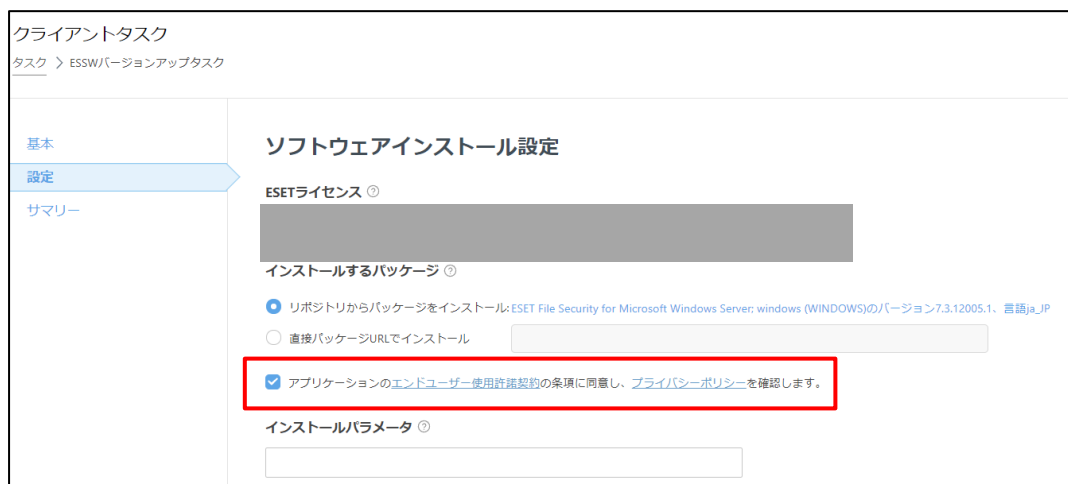 クライアントタスク
タスク > ESSWバージョンアップタスク
基本
設定
サマリー
ソフトウェアインストール設定
ESETライセンス ?
インストールするパッケージ ?
リポジトリからパッケージをインストール: ESET File Security for Microsoft Windows Server; windows (WINDOWS)のバージョン7.3.12005.1、言語ja_JP
直接パッケージURLでインストール
アプリケーションのエンドユーザー使用許諾契約の条項に同意し、プライバシーポリシーを確認します。
インストールパラメータ ?